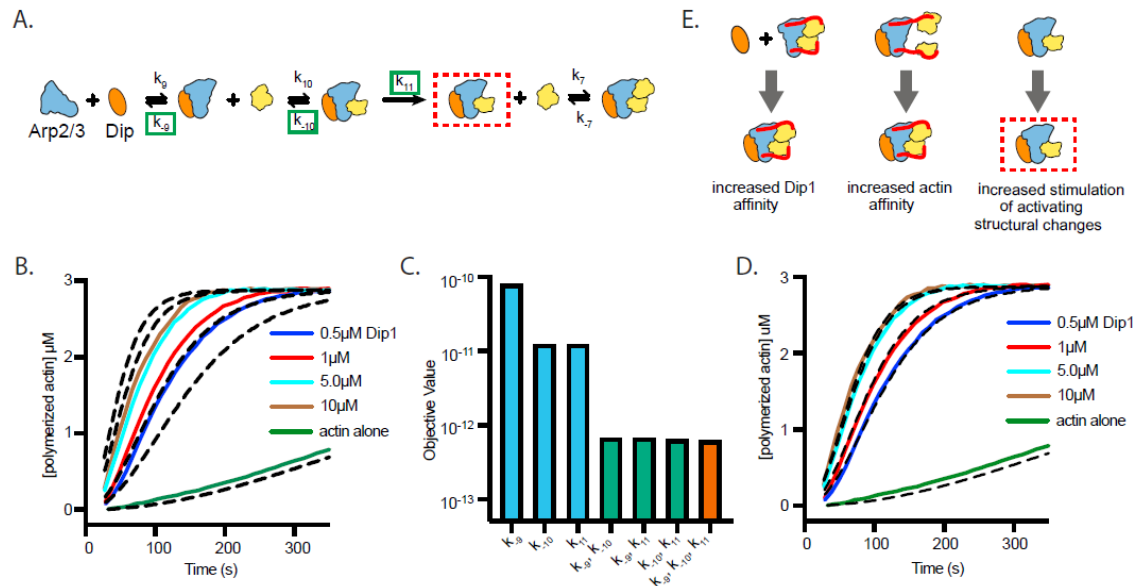 A.
k9
k-9
k10
k-10
k11
k7
k-7
+
+
+
Arp2/3
Dip
E.
+
increased Dip1
affinity
increased actin
affinity
increased stimulation
of activating
structural changes
B.
[polymerized actin] µM
3
2
1
0
0
100
200
300
Time (s)
0.5µM Dip1
1µM
5.0µM
10µM
actin alone
C.
Objective Value
10-10
10-11
10-12
10-13
k-9
k-10
k11
k-9, k-10
k-9, k11
k-10, k11
k-9, k-10, k11
D.
[polymerized actin] uM
3
2
1
0
0
100
200
300
Time (s)
0.5µM Dip1
1µM
5.0µM
10µM
actin alone